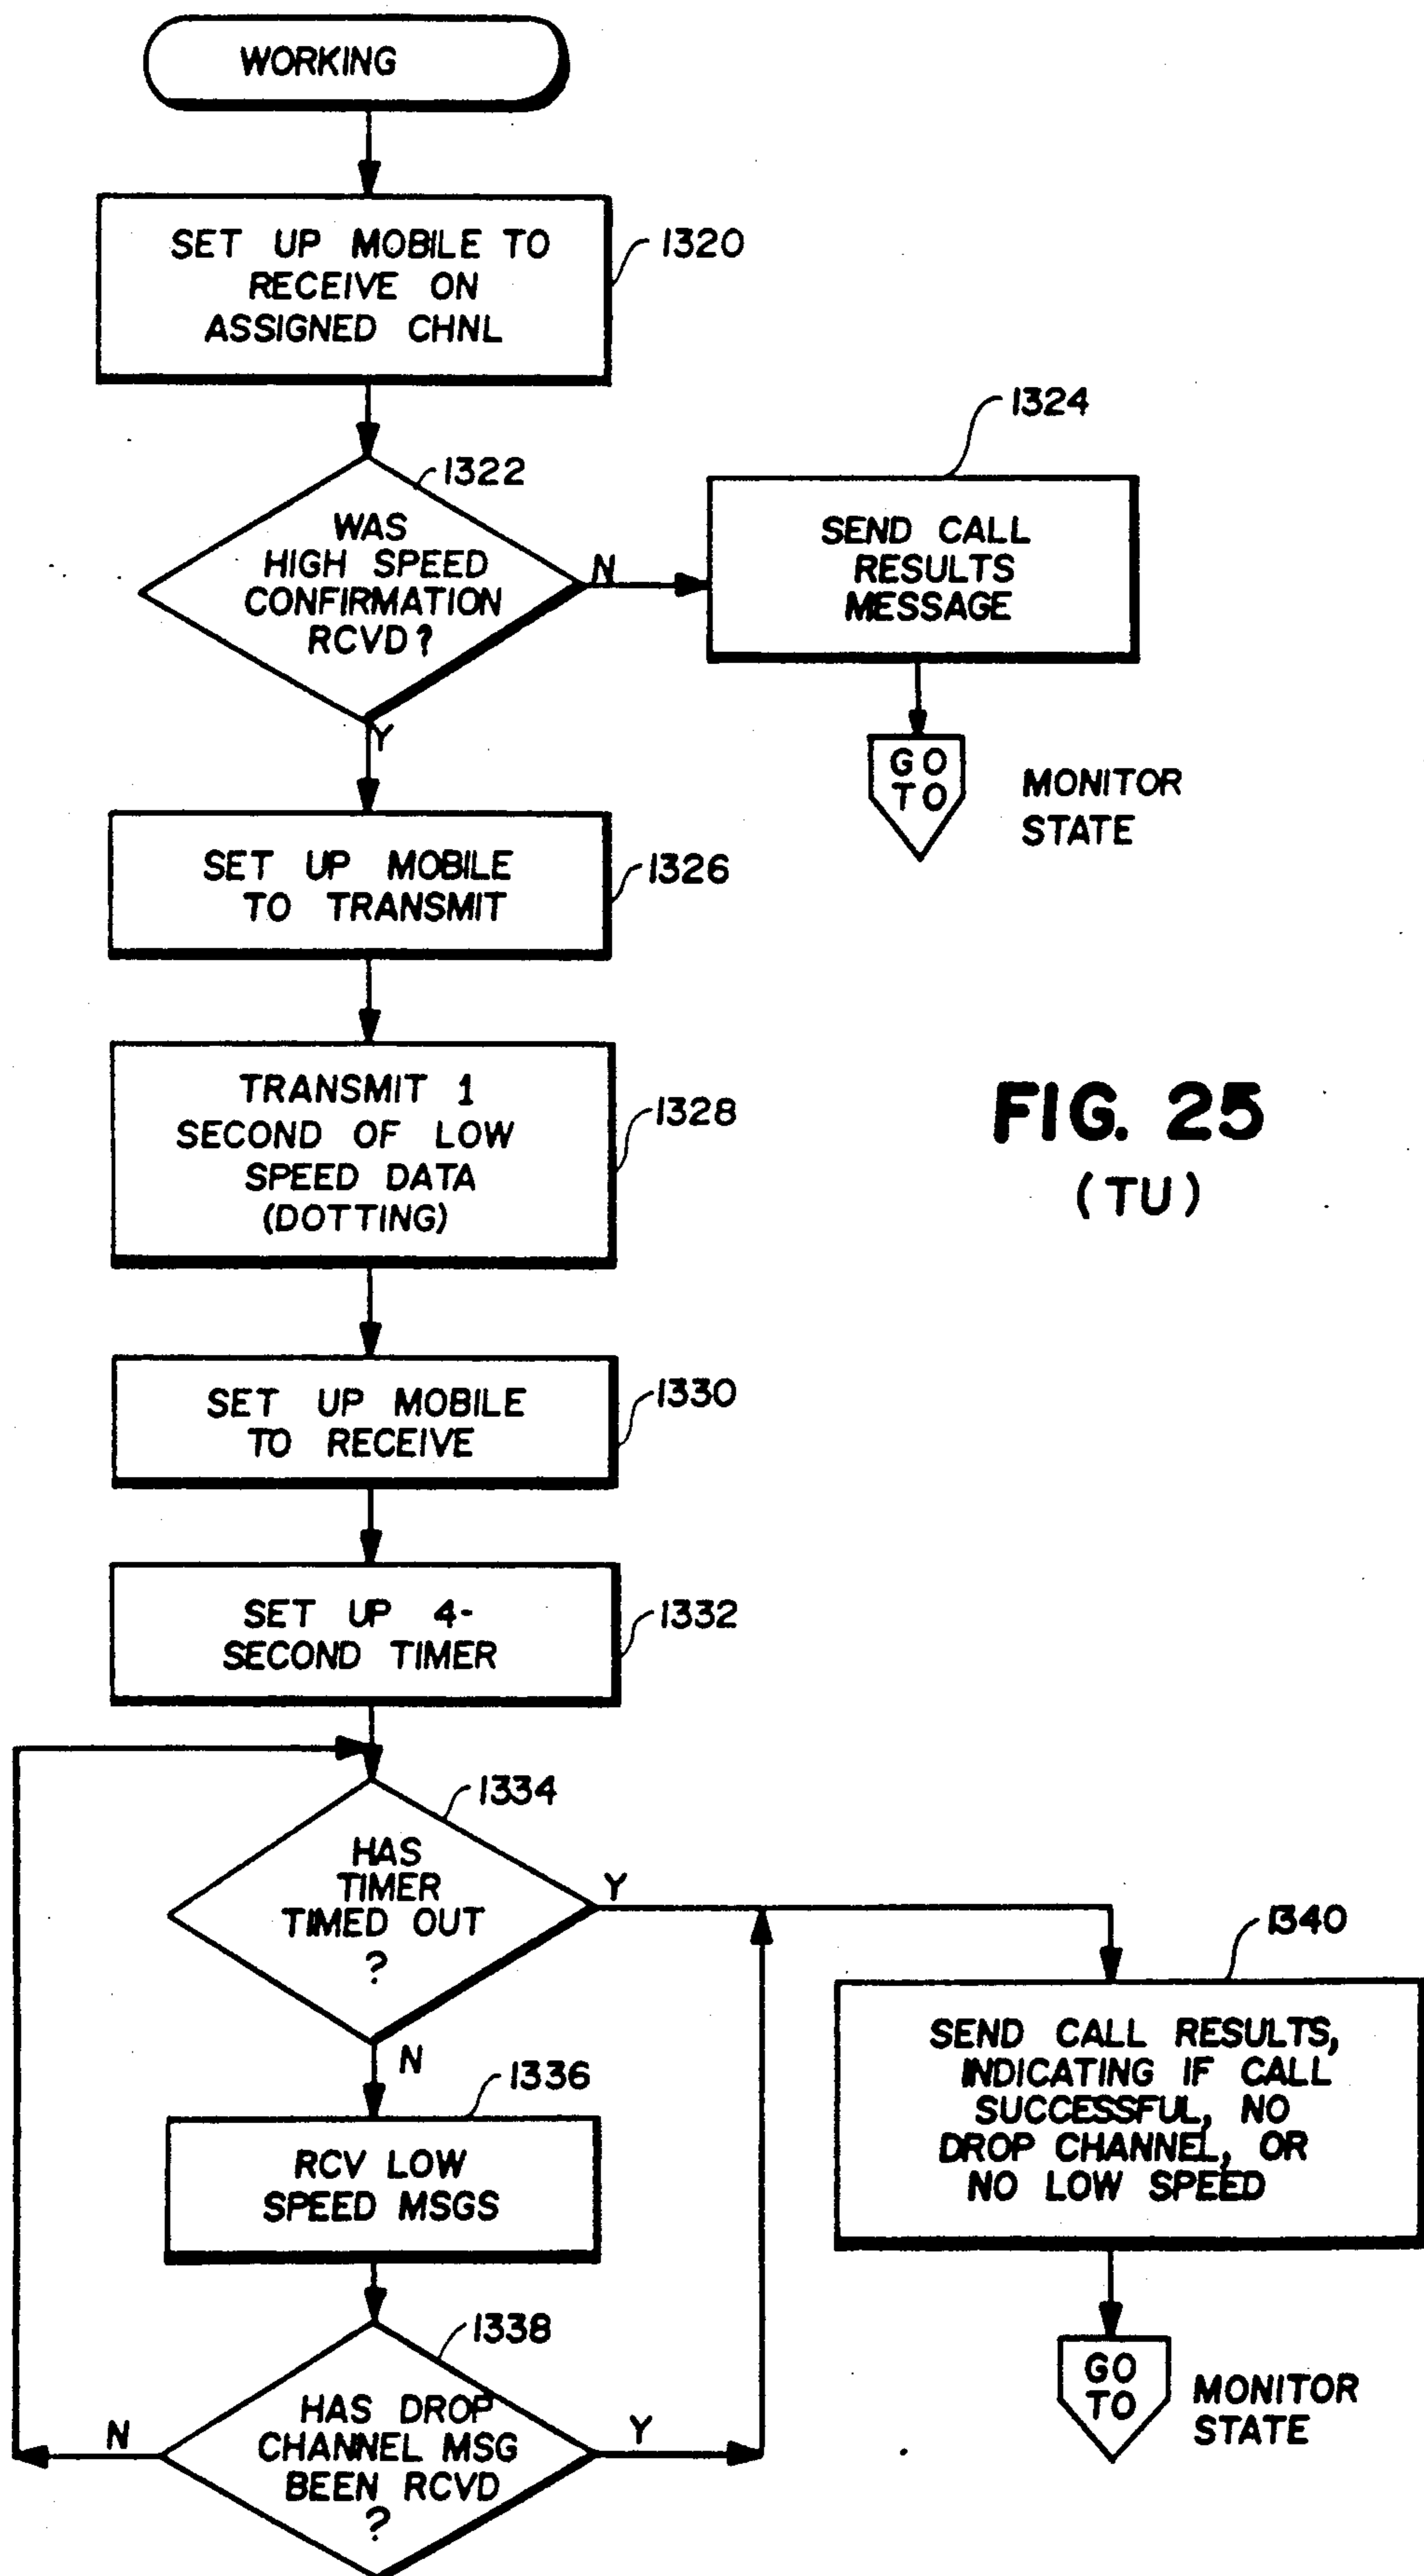 WORKING
SET UP MOBILE TO
RECEIVE ON
ASSIGNED CHNL
1320
1322
WAS
HIGH SPEED
CONFIRMATION
RCVD?
N
Y
1324
SEND CALL
RESULTS
MESSAGE
GO
TO
MONITOR
STATE
SET UP MOBILE
TO TRANSMIT
1326
TRANSMIT 1
SECOND OF LOW
SPEED DATA
(DOTTING)
1328
FIG. 25
(TU)
SET UP MOBILE
TO RECEIVE
1330
SET UP 4-
SECOND TIMER
1332
1334
HAS
TIMER
TIMED OUT
?
Y
N
1336
RCV LOW
SPEED MSGS
1338
HAS DROP
CHANNEL MSG
BEEN RCVD
?
N
Y
1340
SEND CALL RESULTS,
INDICATING IF CALL
SUCCESSFUL, NO
DROP CHANNEL, OR
NO LOW SPEED
GO
TO
MONITOR
STATE